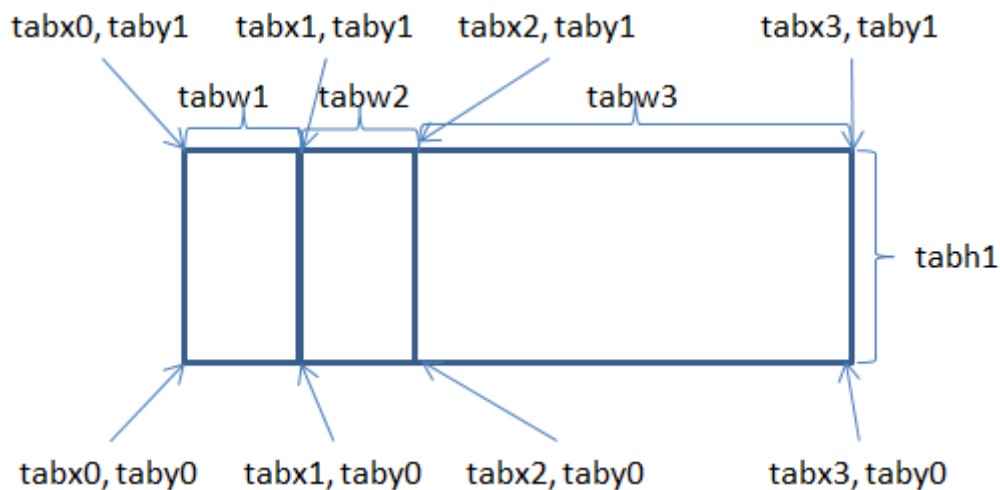 tabx0, taby1 tabx1, taby1 tabx2, taby1 tabx3, taby1
tabw1 tabw2 tabw3
tabh1
tabx0, taby0 tabx1, taby0 tabx2, taby0 tabx3, taby0